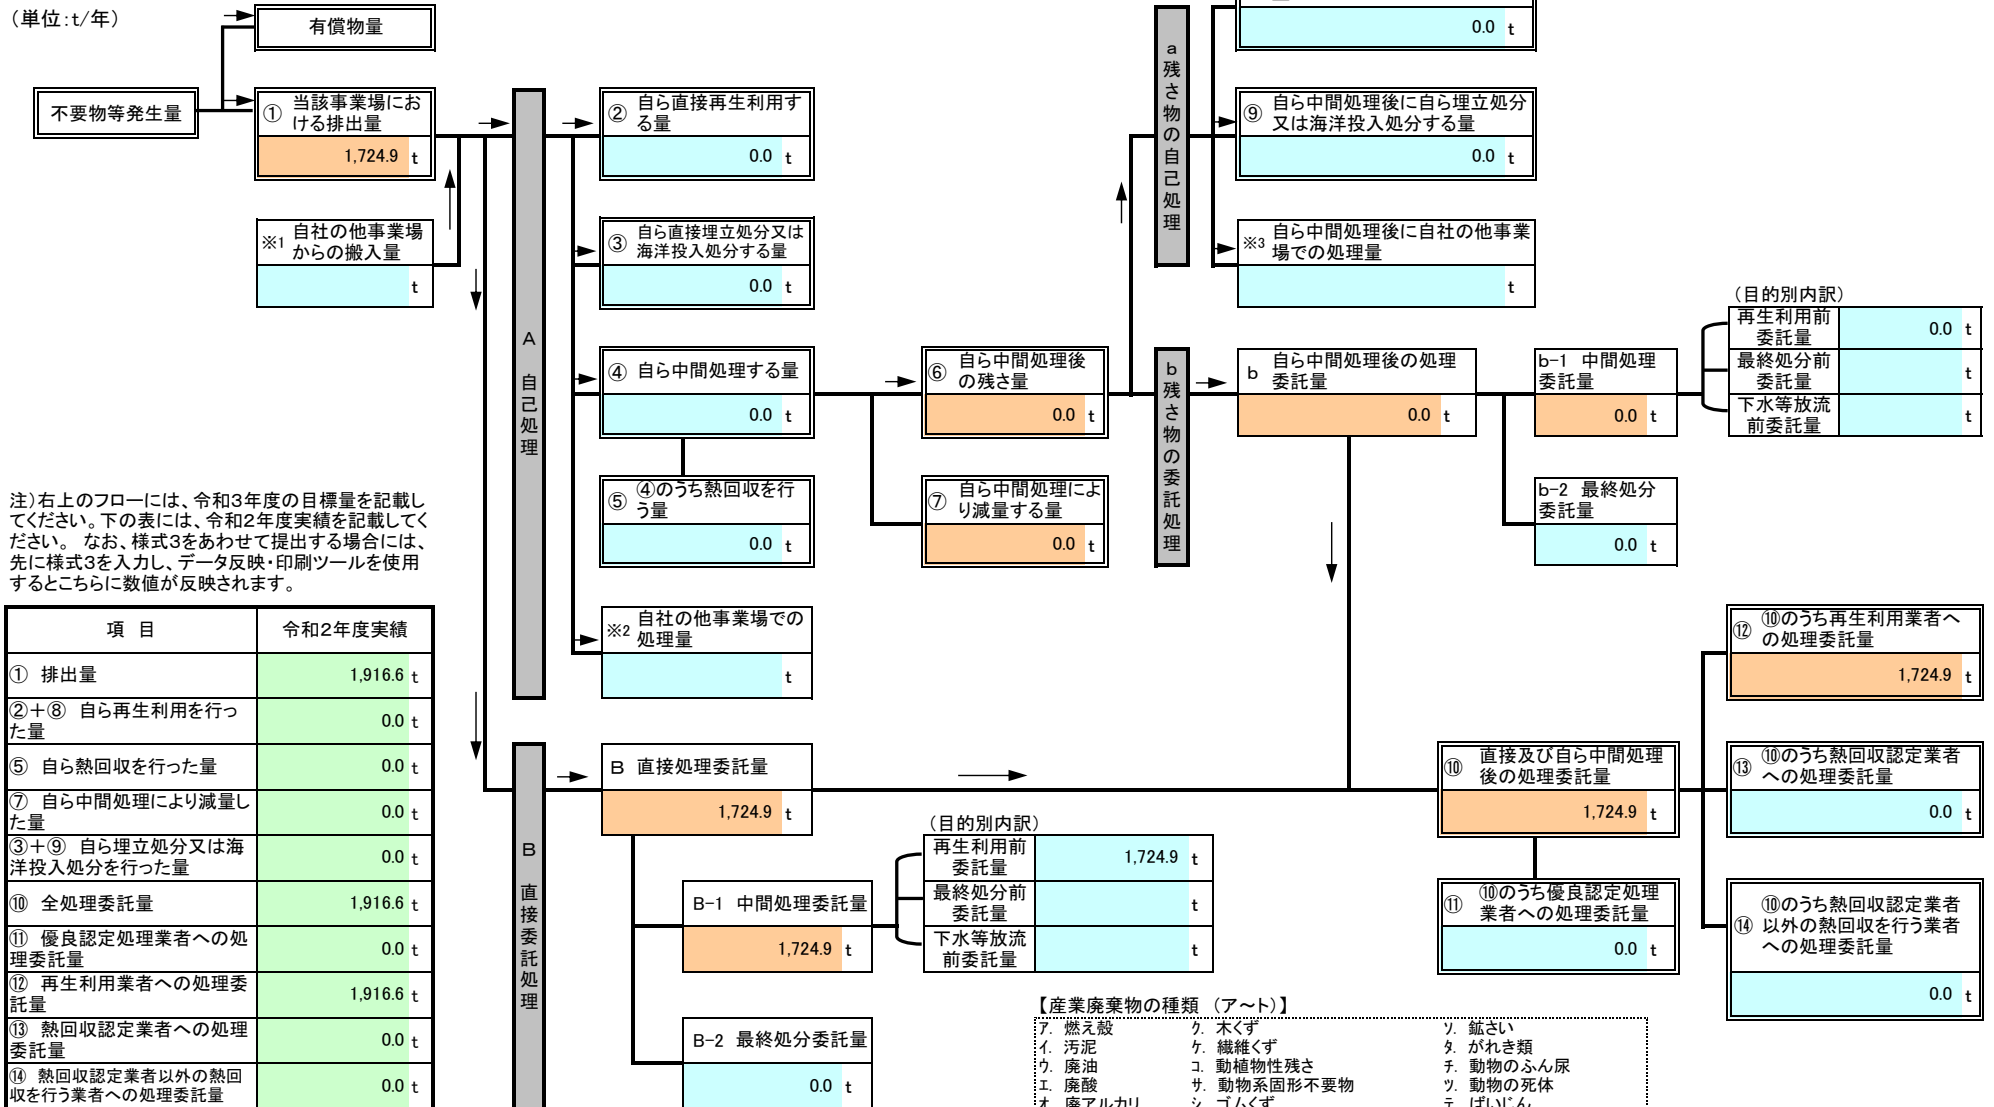 （単位：t/年）
有償物量
不要物等発生量
① 当該事業場にお
ける排出量
1,724.9 t
※1 自社の他事業場
からの搬入量
t
A 自己処理
② 自ら直接再生利用す
る量
0.0 t
③ 自ら直接埋立処分又は
海洋投入処分する量
0.0 t
④ 自ら中間処理する量
0.0 t
⑤ ④のうち熱回収を行
う量
0.0 t
※2 自社の他事業場での
処理量
t
⑥ 自ら中間処理後
の残さ量
0.0 t
⑦ 自ら中間処理によ
り減量する量
0.0 t
a 残さ物の自己処理
0.0 t
⑨ 自ら中間処理後に自ら埋立処分
又は海洋投入処分する量
0.0 t
※3 自ら中間処理後に自社の他事業
場での処理量
t
b 残さ物の委託処理
b 自ら中間処理後の処理
委託量
0.0 t
b-1 中間処理
委託量
0.0 t
（目的別内訳）
再生利用前
委託量
0.0 t
最終処分前
委託量
t
下水等放流
前委託量
t
b-2 最終処分
委託量
0.0 t
注）右上のフローには、令和３年度の目標量を記載し
てください。下の表には、令和２年度実績を記載してく
ださい。 なお、様式３をあわせて提出する場合には、
先に様式３を入力し、データ反映・印刷ツールを使用
するとこちらに数値が反映されます。
項 目 令和２年度実績
① 排出量 1,916.6 t
②＋⑧ 自ら再生利用を行っ
た量
0.0 t
⑤ 自ら熱回収を行った量 0.0 t
⑦ 自ら中間処理により減量し
た量
0.0 t
③＋⑨ 自ら埋立処分又は海
洋投入処分を行った量
0.0 t
⑩ 全処理委託量 1,916.6 t
⑪ 優良認定処理業者への処
理委託量
0.0 t
⑫ 再生利用業者への処理委
託量
1,916.6 t
⑬ 熱回収認定業者への処理
委託量
0.0 t
⑭ 熱回収認定業者以外の熱回
収を行う業者への処理委託量
0.0 t
B 直接委託処理
B 直接処理委託量
1,724.9 t
B-1 中間処理委託量
1,724.9 t
（目的別内訳）
再生利用前
委託量
1,724.9 t
最終処分前
委託量
t
下水等放流
前委託量
t
B-2 最終処分委託量
0.0 t
⑩ 直接及び自ら中間処理
後の処理委託量
1,724.9 t
⑪ ⑩のうち優良認定処理
業者への処理委託量
0.0 t
⑫ ⑩のうち再生利用業者へ
の処理委託量
1,724.9 t
⑬ ⑩のうち熱回収認定業者
への処理委託量
0.0 t
⑭ ⑩のうち熱回収認定業者
以外の熱回収を行う業者
への処理委託量
0.0 t
【産業廃棄物の種類 （ア～ト）】
ア. 燃え殻 ク. 木くず ソ. 鉱さい
イ. 汚泥 ケ. 繊維くず タ. がれき類
ウ. 廃油 コ. 動植物性残さ チ. 動物のふん尿
エ. 廃酸 サ. 動物系固形不要物 ツ. 動物の死体
オ. 廃アルカリ シ. ゴムくず テ. ばいじん